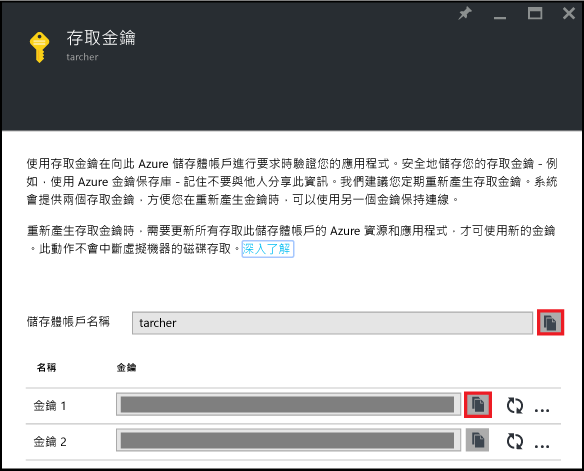 存取金鑰
tarcher
使用存取金鑰在向此 Azure 儲存體帳戶進行要求時驗證您的應用程式。安全地儲存您的存取金鑰 - 例
如，使用 Azure 金鑰保存庫 - 記住不要與他人分享此資訊。我們建議您定期重新產生存取金鑰。系統
會提供兩個存取金鑰，方便您在重新產生金鑰時，可以使用另一個金鑰保持連線。
重新產生存取金鑰時，需要更新所有存取此儲存體帳戶的 Azure 資源和應用程式，才可使用新的金鑰
。此動作不會中斷虛擬機器的磁碟存取。深入了解
儲存體帳戶名稱 tarcher
名稱 金鑰
金鑰 1
金鑰 2